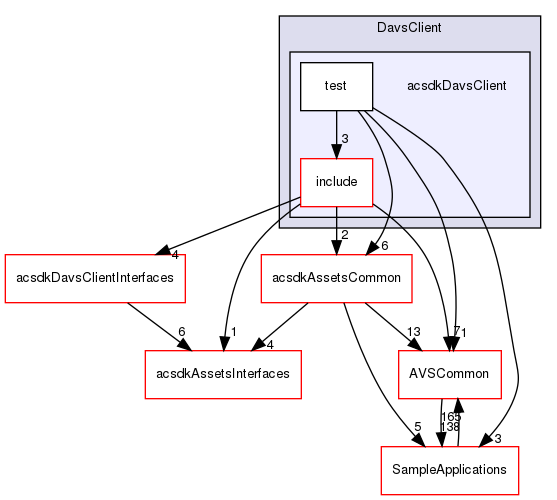 DavsClient
test
acsdkDavsClient
3
include
4
2
6
acsdkDavsClientInterfaces
acsdkAssetsCommon
6
1
4
13
7
1
acsdkAssetsInterfaces
AVSCommon
165
138
5
3
SampleApplications